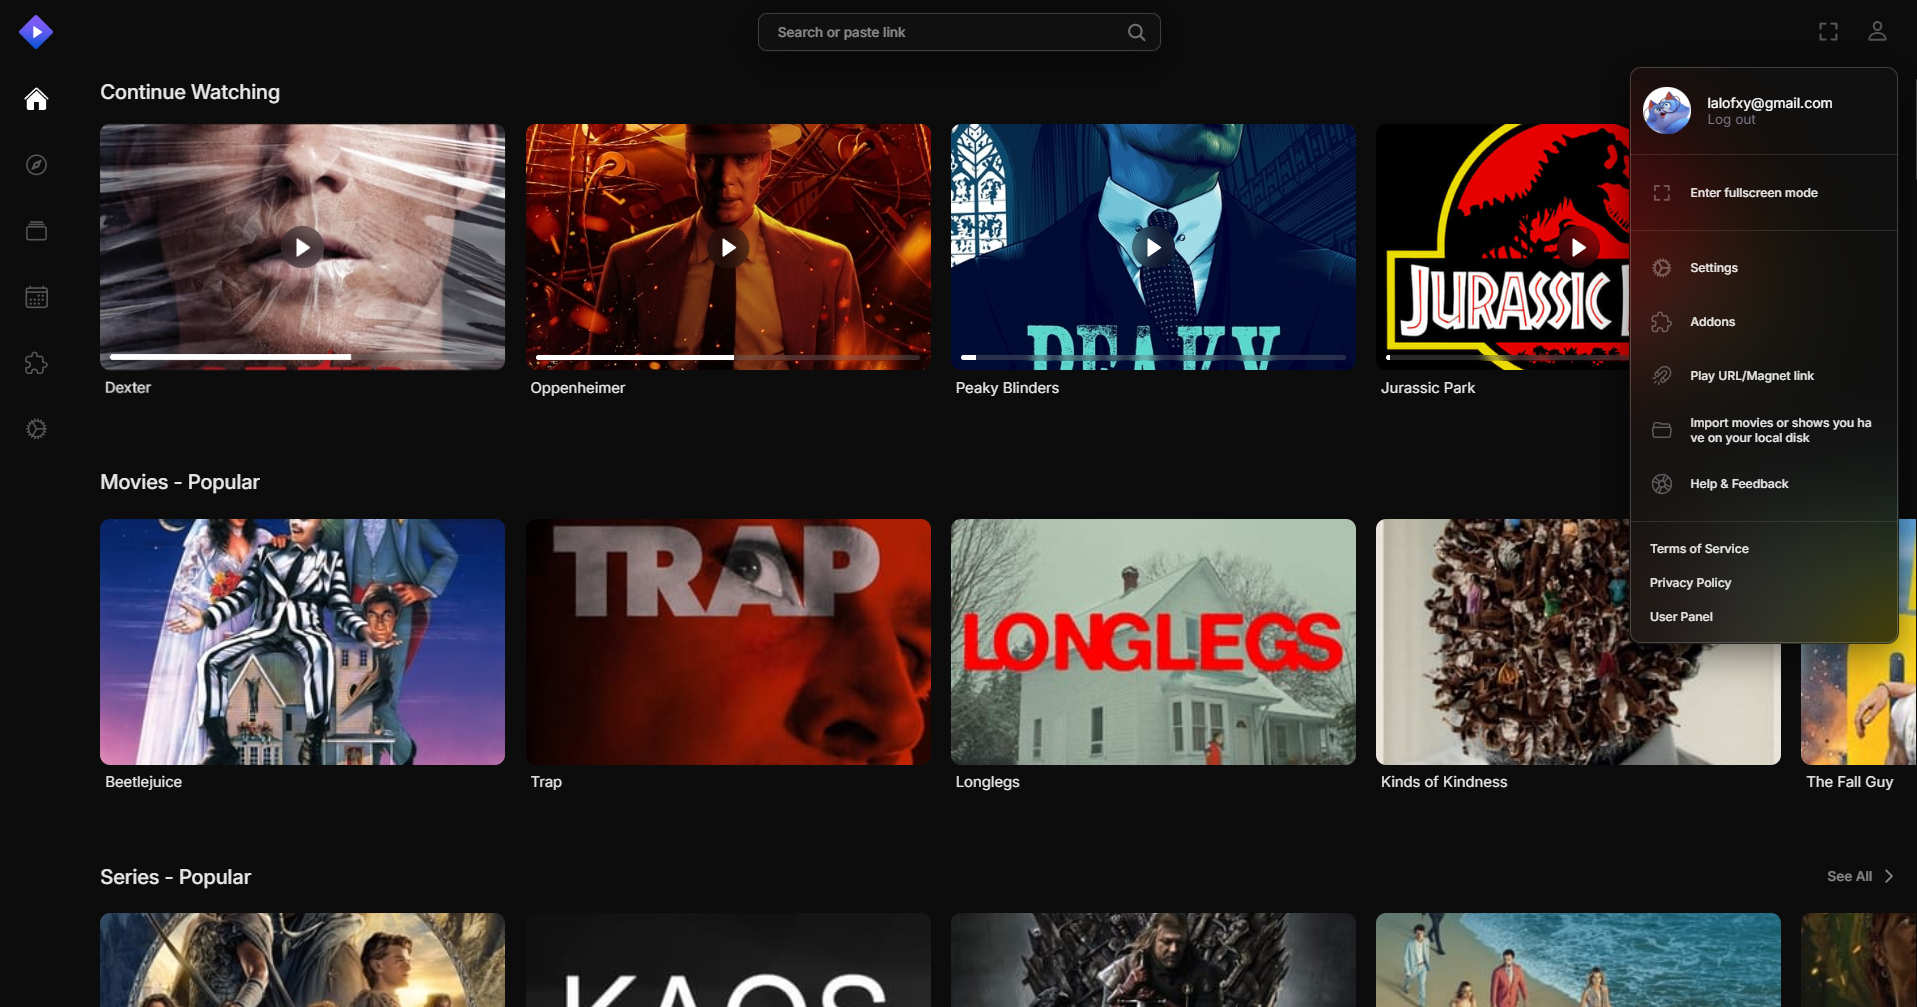 Search or paste link
Continue Watching
lalofxy@gmail.com
Log out
Enter fullscreen mode
Settings
Addons
Play URL/Magnet link
Import movies or shows you ha
ve on your local disk
Help & Feedback
Terms of Service
Privacy Policy
User Panel
PEAKY
JURASSIC
Dexter
Oppenheimer
Peaky Blinders
Jurassic Park
Movies - Popular
TRAP
LONGLEGS
Beetlejuice
Trap
Longlegs
Kinds of Kindness
The Fall Guy
Series - Popular
See All
KAOS